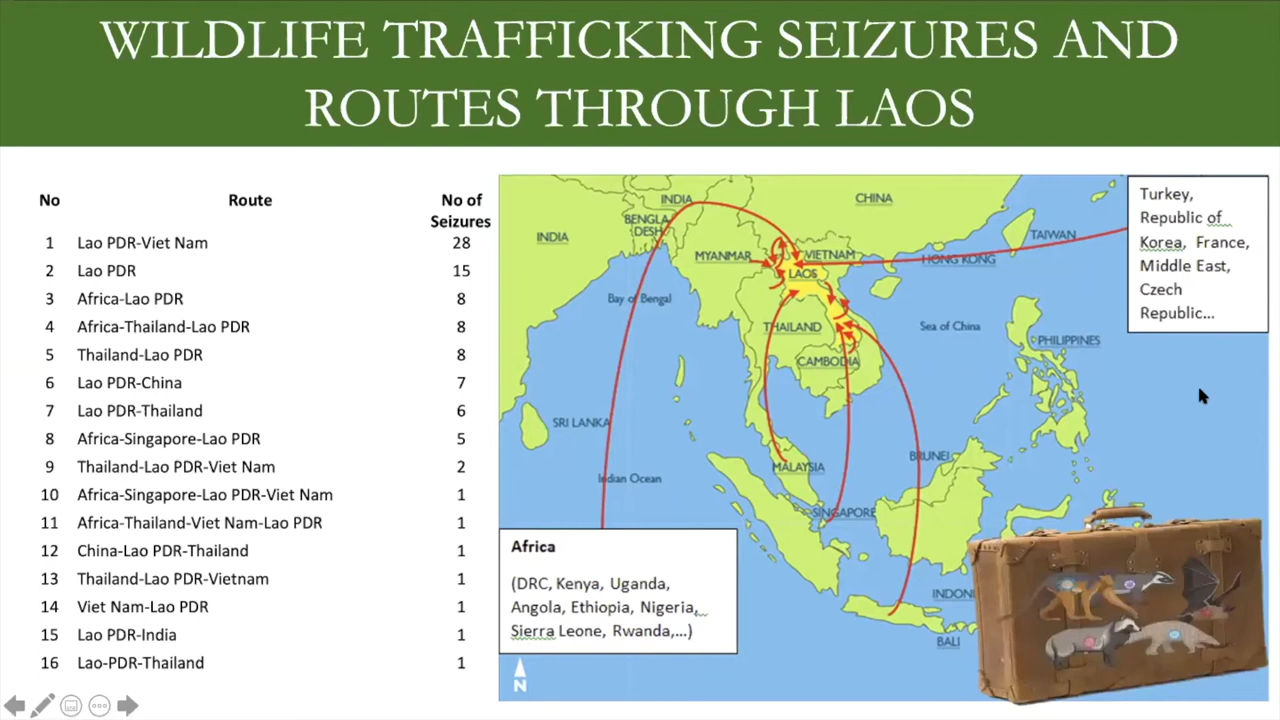 WILDLIFE TRAFFICKING SEIZURES AND
ROUTES THROUGH LAOS
No Route No of
Seizures
1 Lao PDR-Viet Nam 28
2 Lao PDR 15
3 Africa-Lao PDR 8
4 Africa-Thailand-Lao PDR 8
5 Thailand-Lao PDR 8
6 Lao PDR-China 7
7 Lao PDR-Thailand 6
8 Africa-Singapore-Lao PDR 5
9 Thailand-Lao PDR-Viet Nam 2
10 Africa-Singapore-Lao PDR-Viet Nam 1
11 Africa-Thailand-Viet Nam-Lao PDR 1
12 China-Lao PDR-Thailand 1
13 Thailand-Lao PDR-Vietnam 1
14 Viet Nam-Lao PDR 1
15 Lao PDR-India 1
16 Lao-PDR-Thailand 1
INDIA
CHINA
BENGLA
DESH
INDIA
TAIWAN
MYANMAR
VIETNAM
HONG KONG
LAOS
Bay of Bengal
THAILAND
Sea of China
PHILIPPINES
CAMBODIA
SRI LANKA
BRUNEI
MALAYSIA
Indian Ocean
SINGAPORE
INDON
BALI
N
Turkey,
Republic of
Korea, France,
Middle East,
Czech
Republic...
Africa
(DRC, Kenya, Uganda,
Angola, Ethiopia, Nigeria,
Sierra Leone, Rwanda,...)